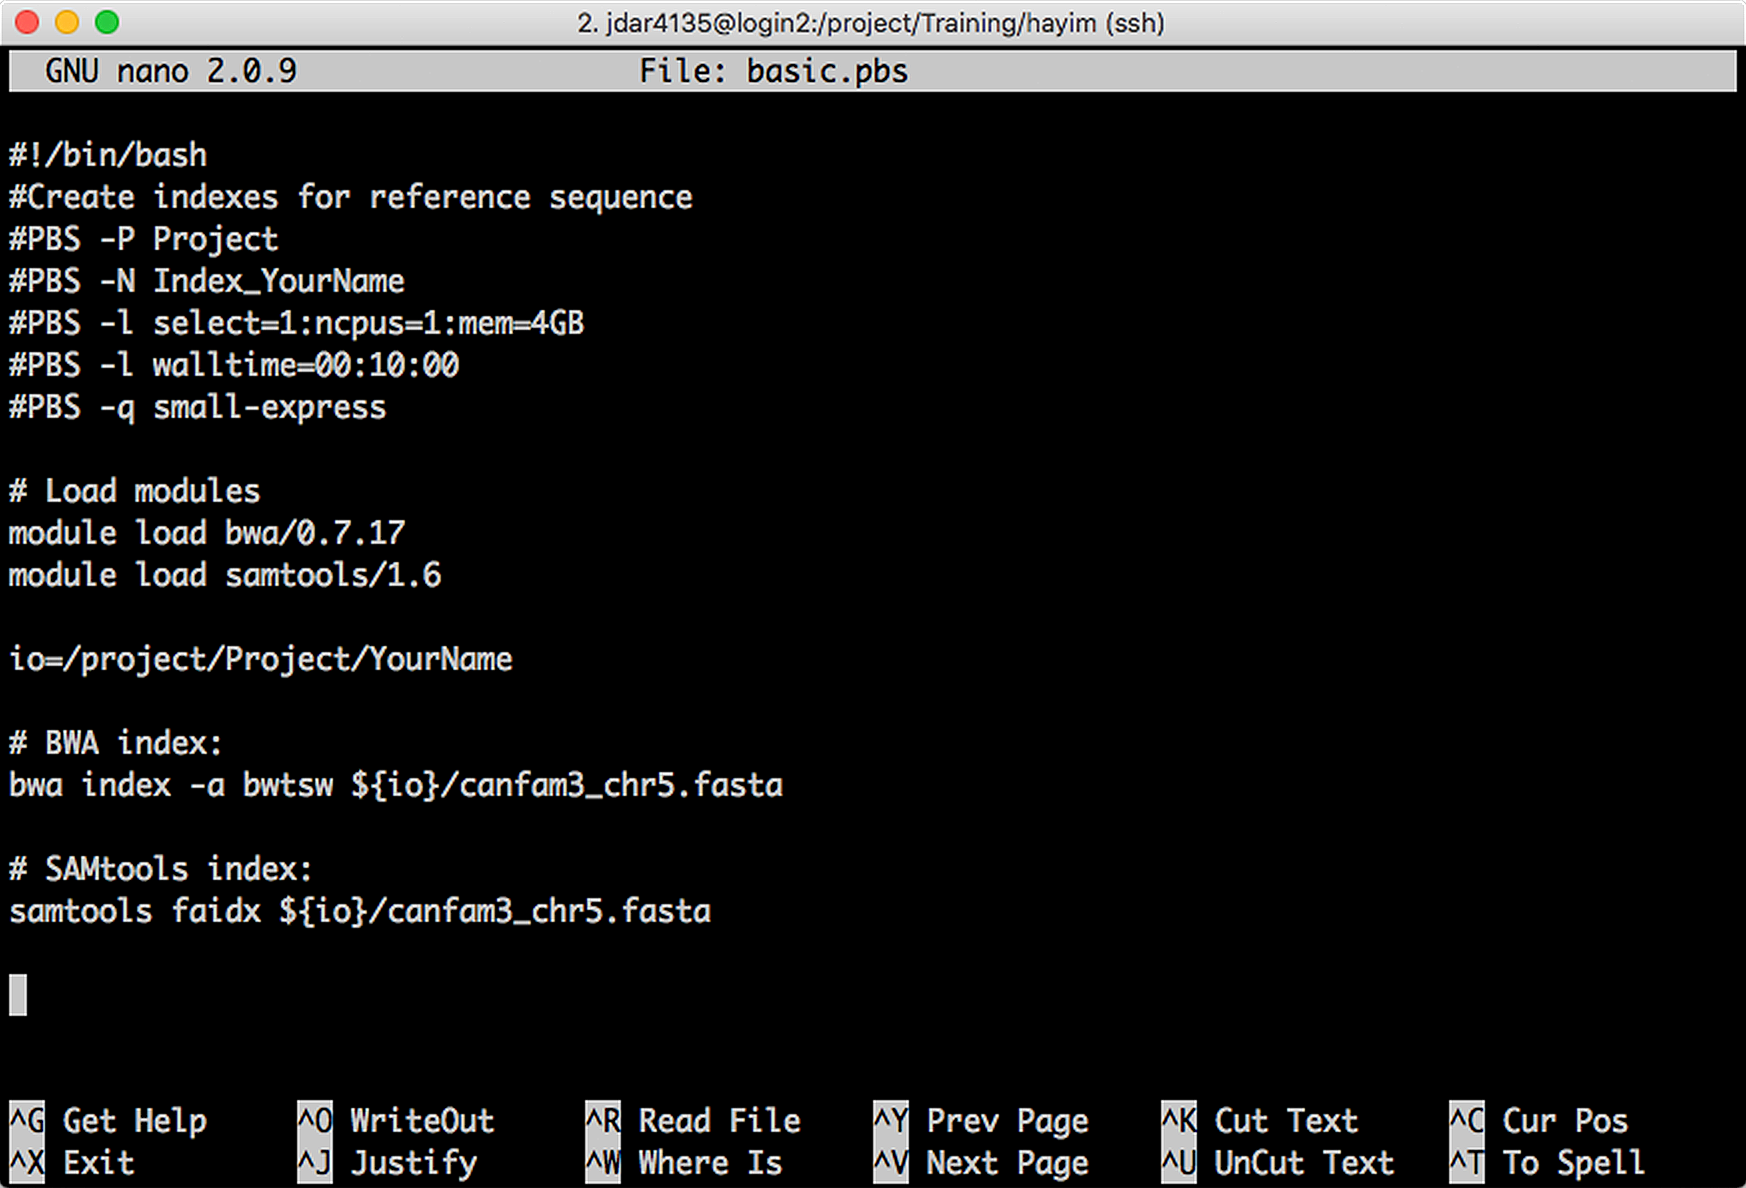 2. jdar4135@login2:/project/Training/hayim (ssh)
GNU nano 2.0.9 File: basic.pbs
#!/bin/bash
#Create indexes for reference sequence
#PBS -P Project
#PBS -N Index_YourName
#PBS -l select=1:ncpus=1:mem=4GB
#PBS -l walltime=00:10:00
#PBS -q small-express
# Load modules
module load bwa/0.7.17
module load samtools/1.6
io=/project/Project/YourName
# BWA index:
bwa index -a bwtsw ${io}/canfam3_chr5.fasta
# SAMtools index:
samtools faidx ${io}/canfam3_chr5.fasta
^G Get Help ^O WriteOut ^R Read File ^Y Prev Page ^K Cut Text ^C Cur Pos
^X Exit ^J Justify ^W Where Is ^V Next Page ^U UnCut Text ^T To Spell